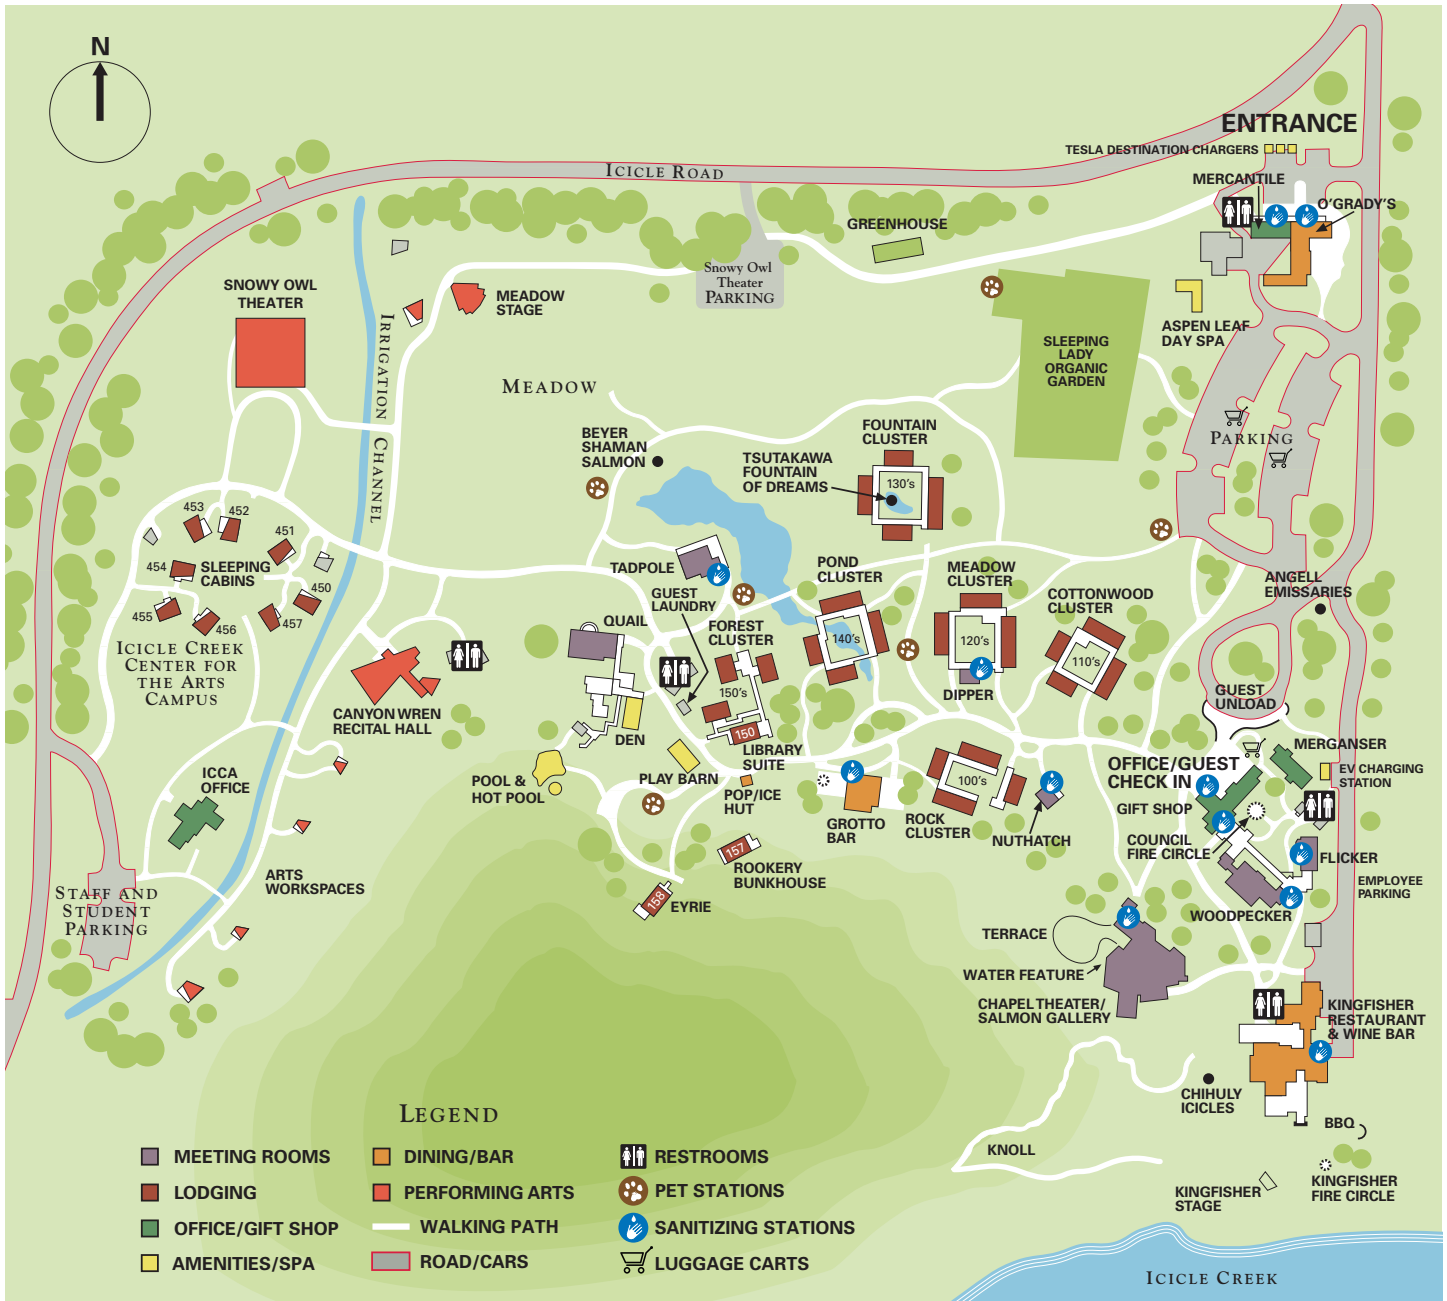 N
ENTRANCE
TESLA DESTINATION CHARGERS
MERCANTILE
O'GRADY'S
ICICLE ROAD
GREENHOUSE
SNOWY OWL
THEATER
Snowy Owl
Theater
PARKING
MEADOW
STAGE
IRRIGATION CHANNEL
ASPEN LEAF
DAY SPA
SLEEPING
LADY
ORGANIC
GARDEN
MEADOW
PARKING
BEYER
SHAMAN
SALMON
FOUNTAIN
CLUSTER
TSUTAKAWA
FOUNTAIN
OF DREAMS
130's
453
452
451
454
SLEEPING
CABINS
450
455
456
457
TADPOLE
GUEST
LAUNDRY
POND
CLUSTER
MEADOW
CLUSTER
COTTONWOOD
CLUSTER
ANGELL
EMISSARIES
QUAIL
FOREST
CLUSTER
140's
120's
110's
ICICLE CREEK
CENTER FOR
THE ARTS
CAMPUS
150's
DIPPER
GUEST
UNLOAD
CANYON WREN
RECITAL HALL
DEN
150
LIBRARY
SUITE
MERGANSER
OFFICE/GUEST
CHECK IN
EV CHARGING
STATION
ICCA
OFFICE
POOL &
HOT POOL
PLAY BARN
POP/ICE
HUT
100's
GIFT SHOP
GROTTO
BAR
ROCK
CLUSTER
NUTHATCH
COUNCIL
FIRE CIRCLE
FLICKER
157
ROOKERY
BUNKHOUSE
ARTS
WORKSPACES
EMPLOYEE
PARKING
STAFF AND
STUDENT
PARKING
158
EYRIE
WOODPECKER
TERRACE
WATER FEATURE
CHAPEL THEATER/
SALMON GALLERY
KINGFISHER
RESTAURANT
& WINE BAR
CHIHULY
ICICLES
BBQ
KNOLL
KINGFISHER
STAGE
KINGFISHER
FIRE CIRCLE
LEGEND
MEETING ROOMS
DINING/BAR
RESTROOMS
LODGING
PERFORMING ARTS
PET STATIONS
OFFICE/GIFT SHOP
WALKING PATH
SANITIZING STATIONS
AMENITIES/SPA
ROAD/CARS
LUGGAGE CARTS
ICICLE CREEK